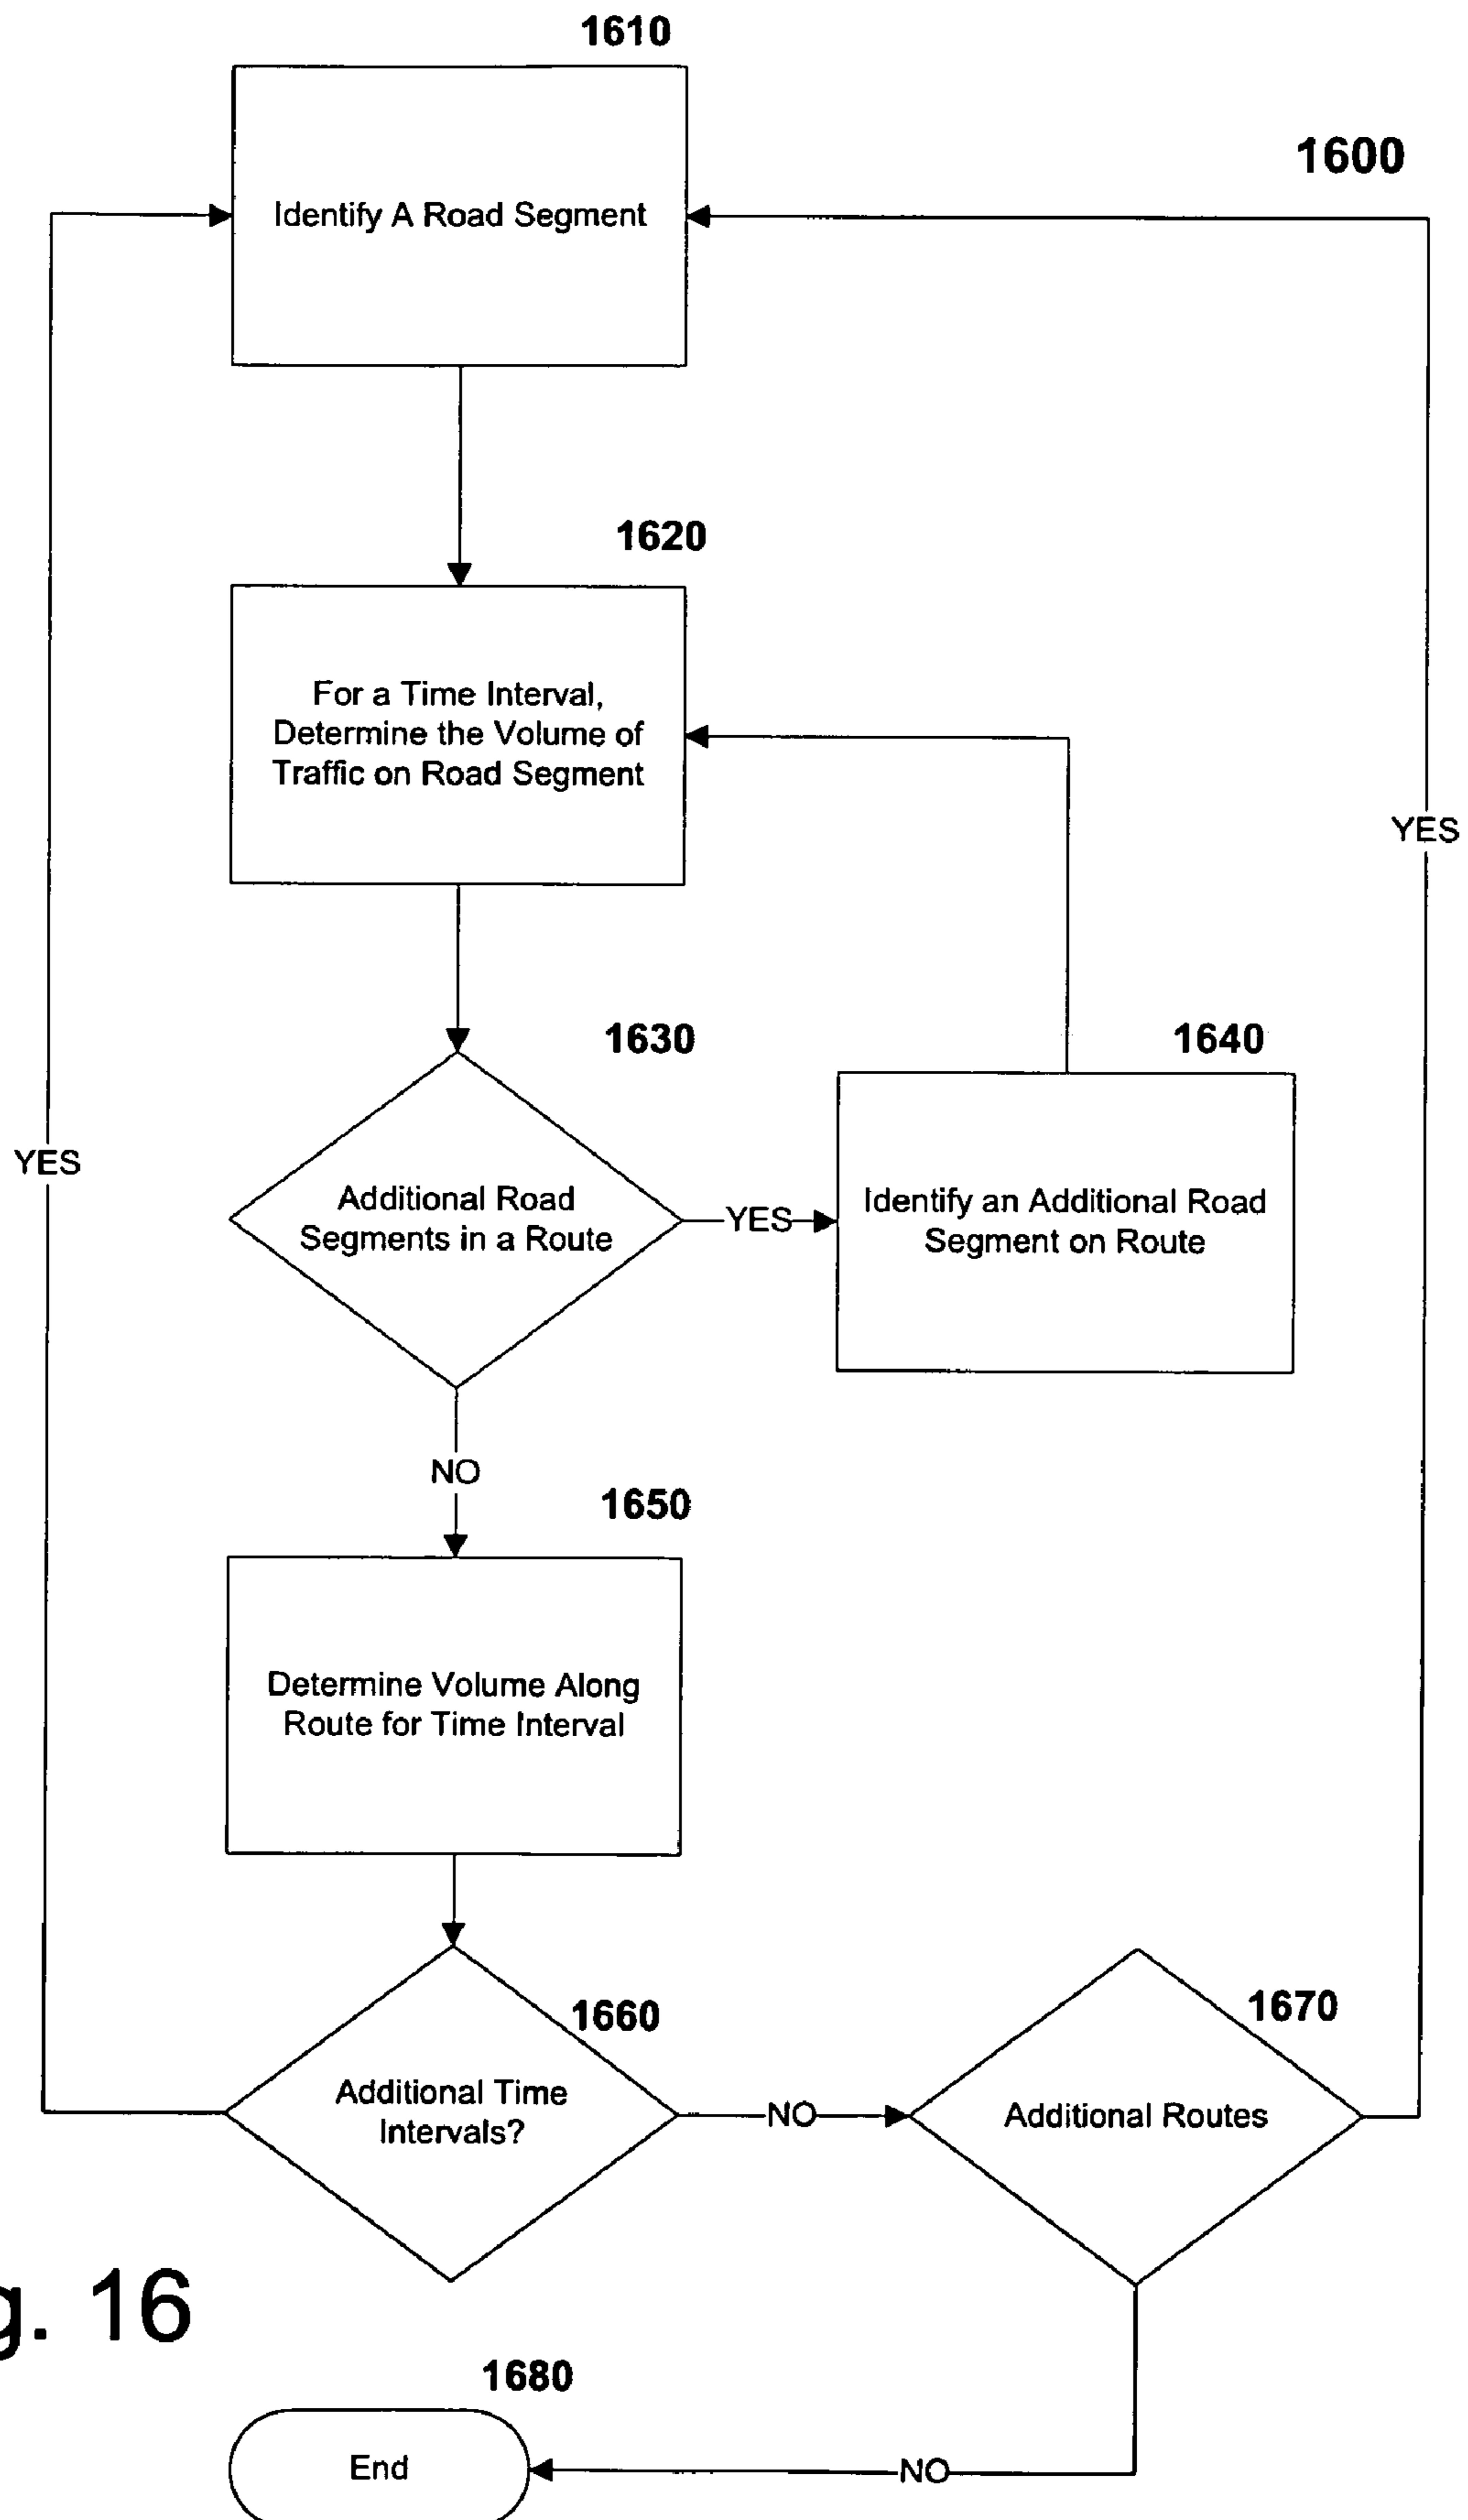 1610
1600
Identify A Road Segment
1620
For a Time Interval,
Determine the Volume of
Traffic on Road Segment
YES
1630
1640
YES
Additional Road
Segments in a Route
YES
Identify an Additional Road
Segment on Route
NO
1650
Determine Volume Along
Route for Time Interval
1660
1670
Additional Time
Intervals?
NO
Additional Routes
g. 16
1680
End
NO